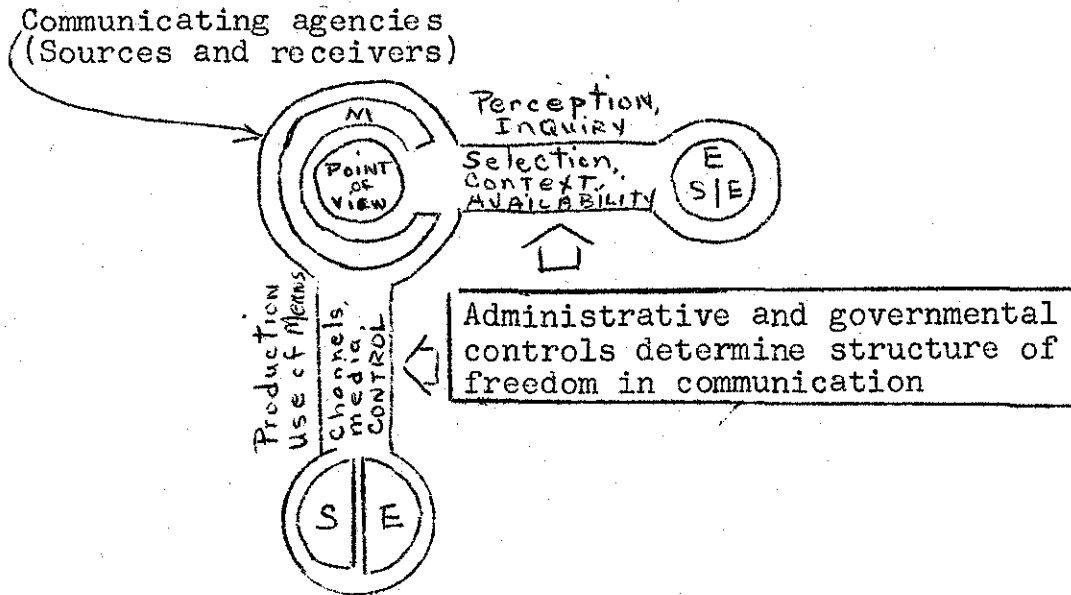 Communicating agencies
(Sources and receivers)
M
POINT
OF
VIEW
Perception,
INQUIRY
Selection,
Context,
AVAILABILITY
E
S|E
Production
Use of Means
Channels,
media,
CONTROL
Administrative and governmental
controls determine structure of
freedom in communication
S
E